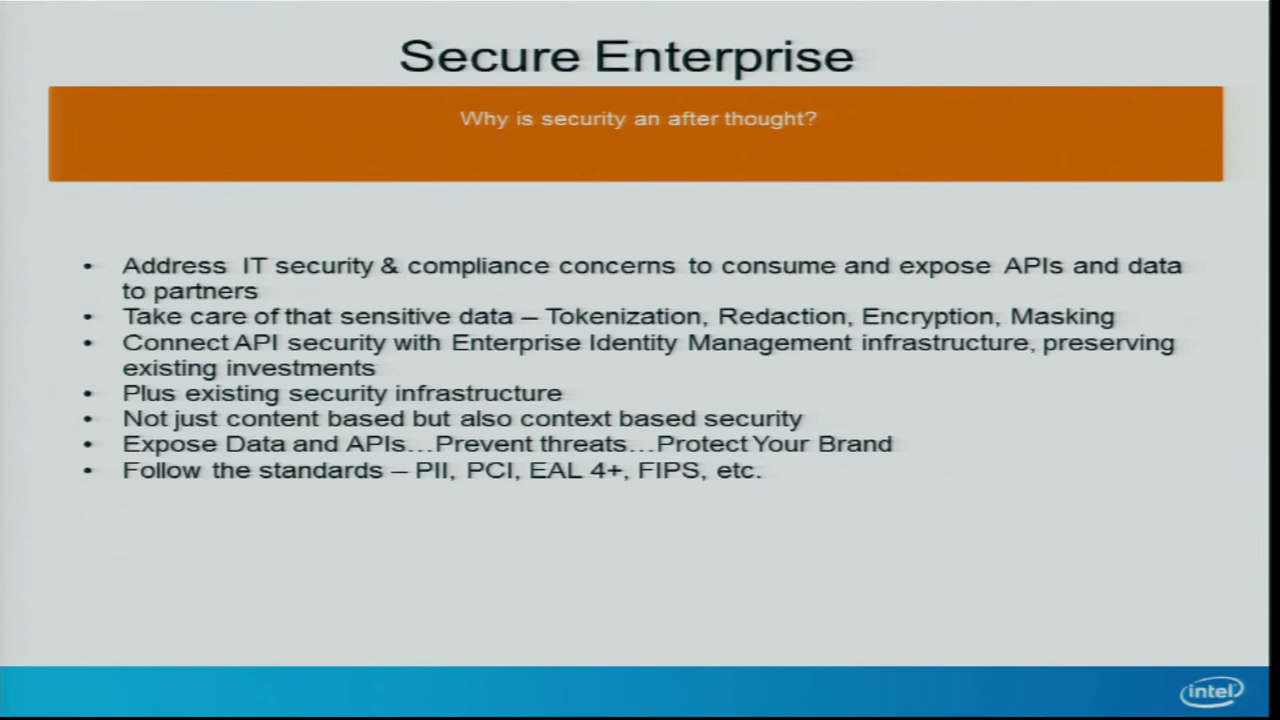 Secure Enterprise
Why is security an after thought?
• Address IT security & compliance concerns to consume and expose APIs and data
to partners
• Take care of that sensitive data – Tokenization, Redaction, Encryption, Masking
• Connect API security with Enterprise Identity Management infrastructure, preserving
existing investments
• Plus existing security infrastructure
• Not just content based but also context based security
• Expose Data and APIs…Prevent threats…Protect Your Brand
• Follow the standards – PII, PCI, EAL 4+, FIPS, etc.
intel